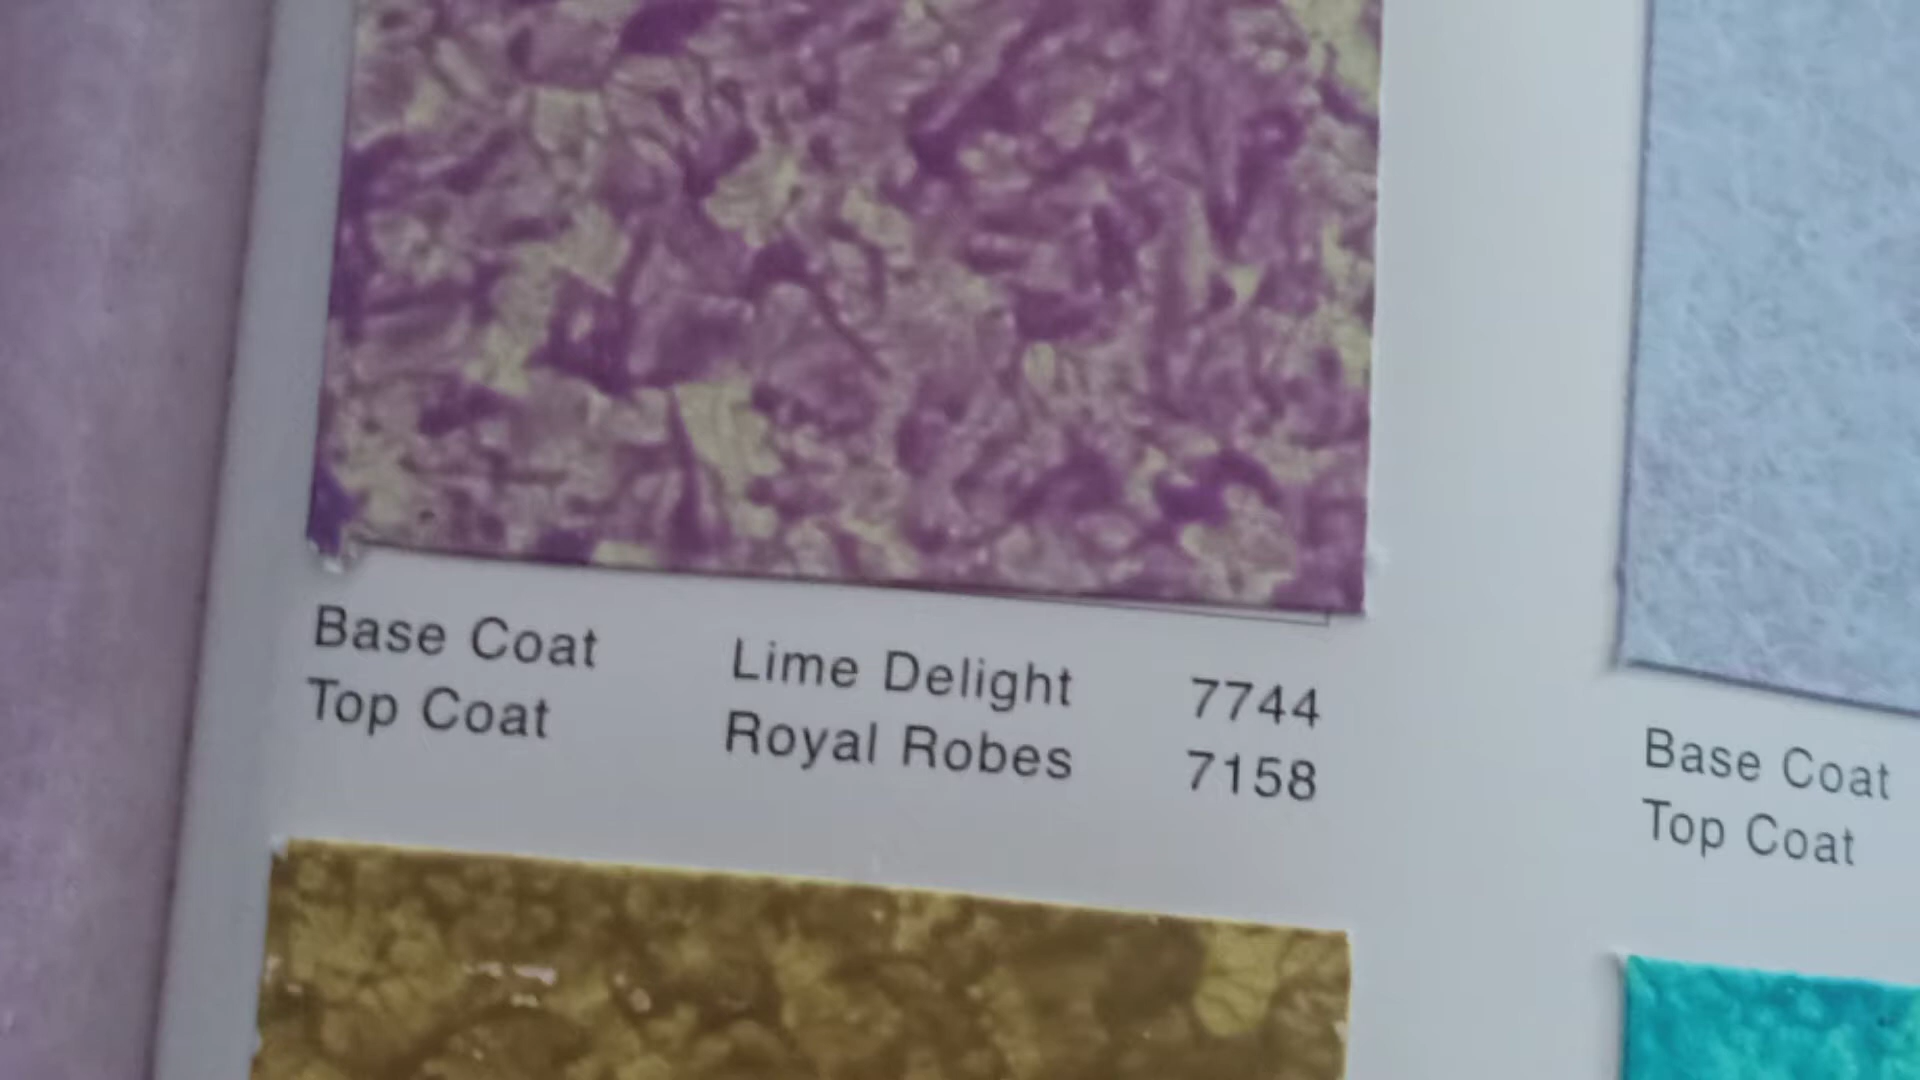 Base Coat Lime Delight 7744
Top Coat Royal Robes 7158
Base Coat
Top Coat